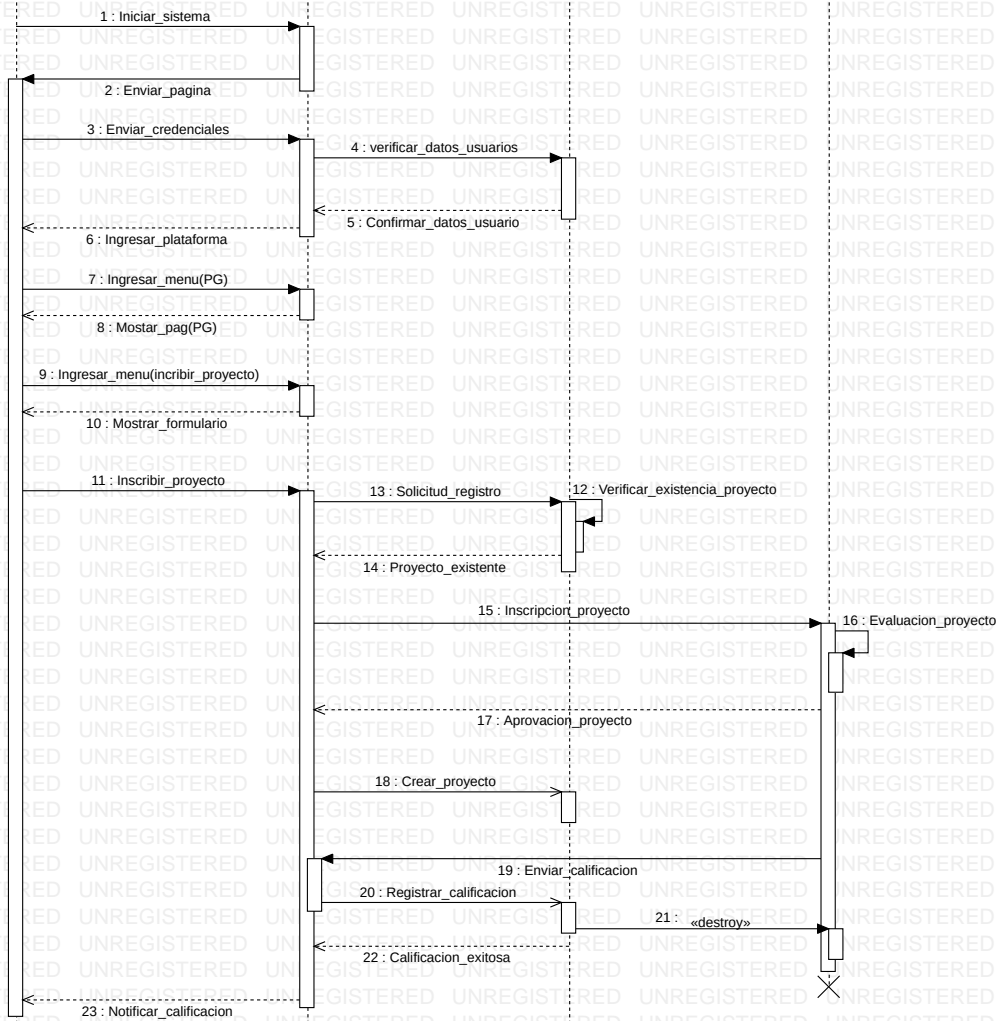 1 : Iniciar_sistema
2 : Enviar_pagina
3 : Enviar_credenciales
4 : verificar_datos_usuarios
5 : Confirmar_datos_usuario
6 : Ingresar_plataforma
7 : Ingresar_menu(PG)
8 : Mostar_pag(PG)
9 : Ingresar_menu(incribir_proyecto)
10 : Mostrar_formulario
11 : Inscribir_proyecto
13 : Solicitud_registro
12 : Verificar_existencia_proyecto
14 : Proyecto_existente
15 : Inscripcion_proyecto
16 : Evaluacion_proyecto
17 : Aprovacion_proyecto
18 : Crear_proyecto
19 : Enviar_calificacion
20 : Registrar_calificacion
21 : «destroy»
22 : Calificacion_exitosa
23 : Notificar_calificacion
UNREGISTERED